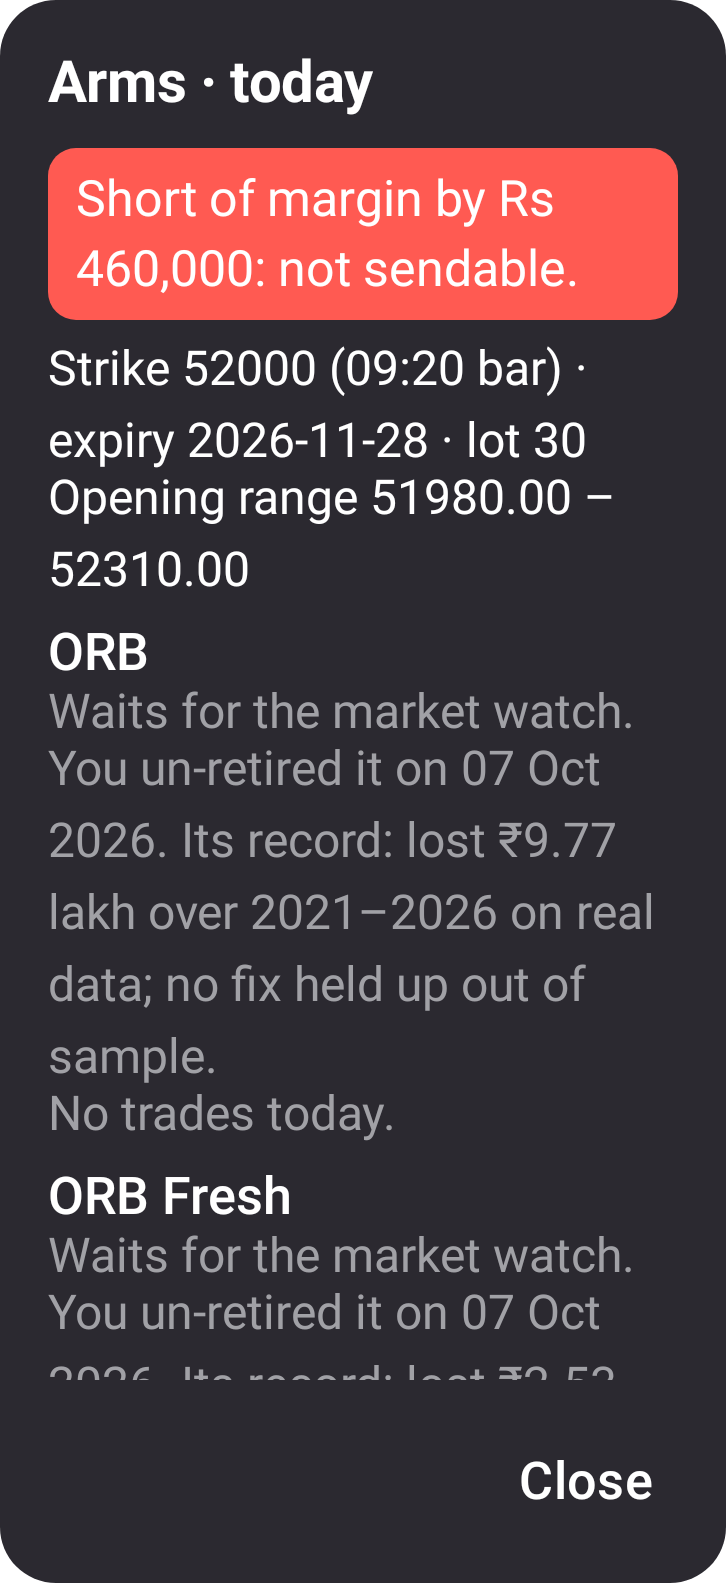 Arms · today
Short of margin by Rs
460,000: not sendable.
Strike 52000 (09:20 bar) ·
expiry 2026-11-28 · lot 30
Opening range 51980.00 –
52310.00
ORB
Waits for the market watch.
You un-retired it on 07 Oct
2026. Its record: lost ₹9.77
lakh over 2021–2026 on real
data; no fix held up out of
sample.
No trades today.
ORB Fresh
Waits for the market watch.
You un-retired it on 07 Oct
2026. Its record: lost
Close